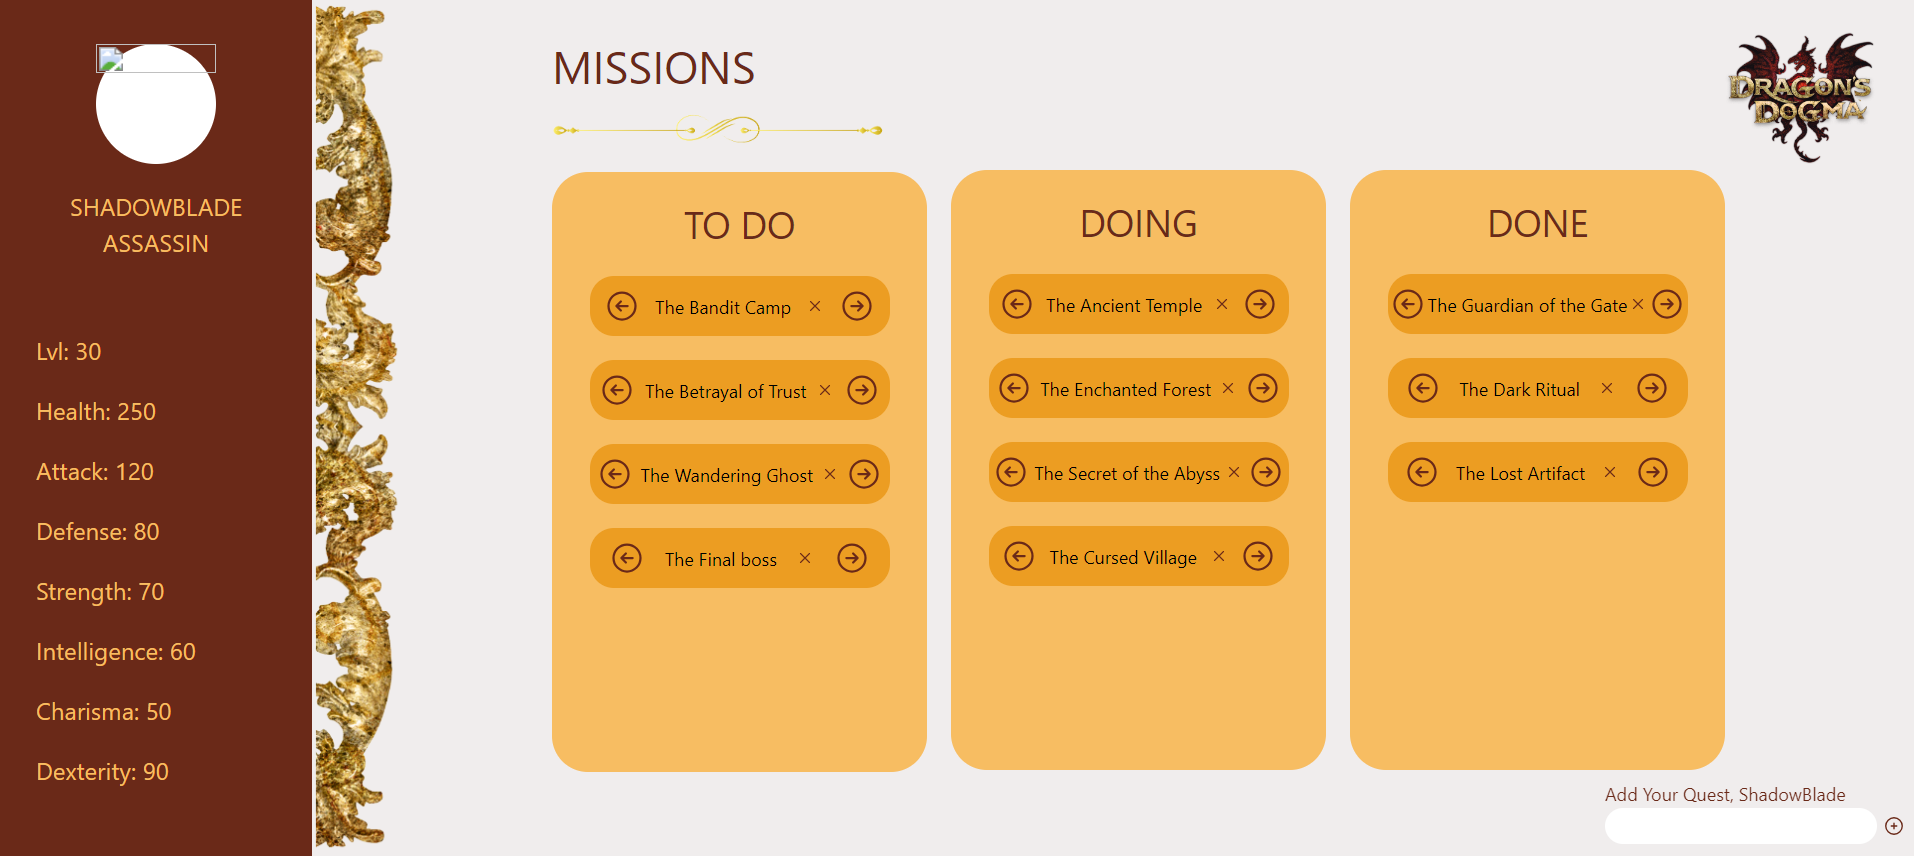 SHADOWBLADE
ASSASSIN
Lvl: 30
Health: 250
Attack: 120
Defense: 80
Strength: 70
Intelligence: 60
Charisma: 50
Dexterity: 90
MISSIONS
DRAGON'S
DOGMA
TO DO
The Bandit Camp
The Betrayal of Trust
The Wandering Ghost
The Final boss
DOING
The Ancient Temple
The Enchanted Forest
The Secret of the Abyss
The Cursed Village
DONE
The Guardian of the Gate
The Dark Ritual
The Lost Artifact
Add Your Quest, ShadowBlade